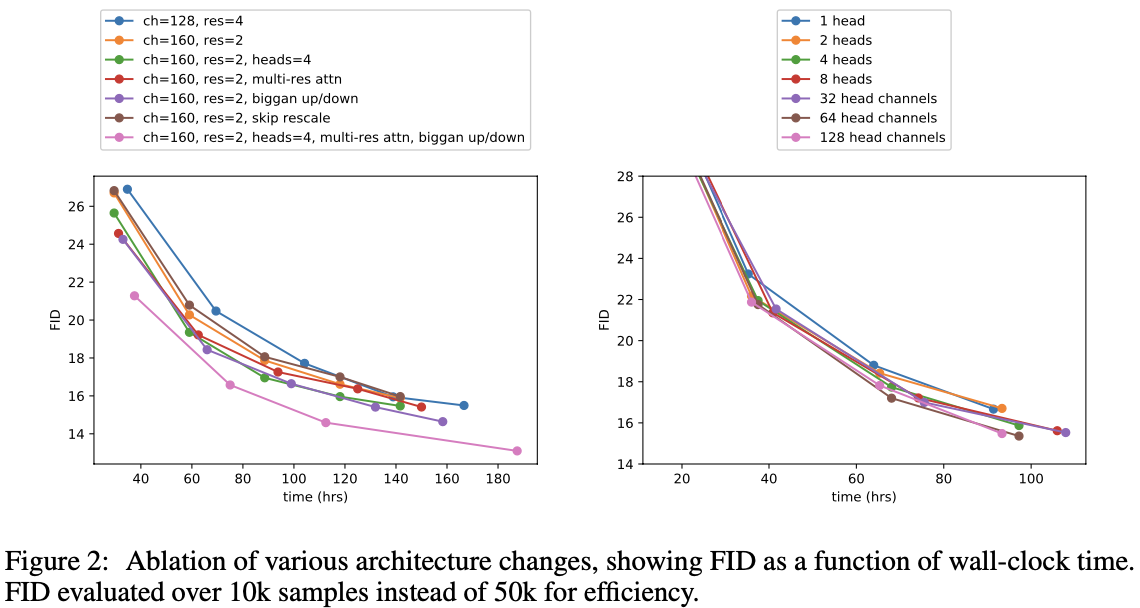 ch=128, res=4
ch=160, res=2
ch=160, res=2, heads=4
ch=160, res=2, multi-res attn
ch=160, res=2, biggan up/down
ch=160, res=2, skip rescale
ch=160, res=2, heads=4, multi-res attn, biggan up/down
26
24
22
20
18
16
14
FID
40 60 80 100 120 140 160 180
time (hrs)
1 head
2 heads
4 heads
8 heads
32 head channels
64 head channels
128 head channels
28
26
24
22
20
18
16
14
FID
20 40 60 80 100
time (hrs)
Figure 2: Ablation of various architecture changes, showing FID as a function of wall-clock time.
FID evaluated over 10k samples instead of 50k for efficiency.